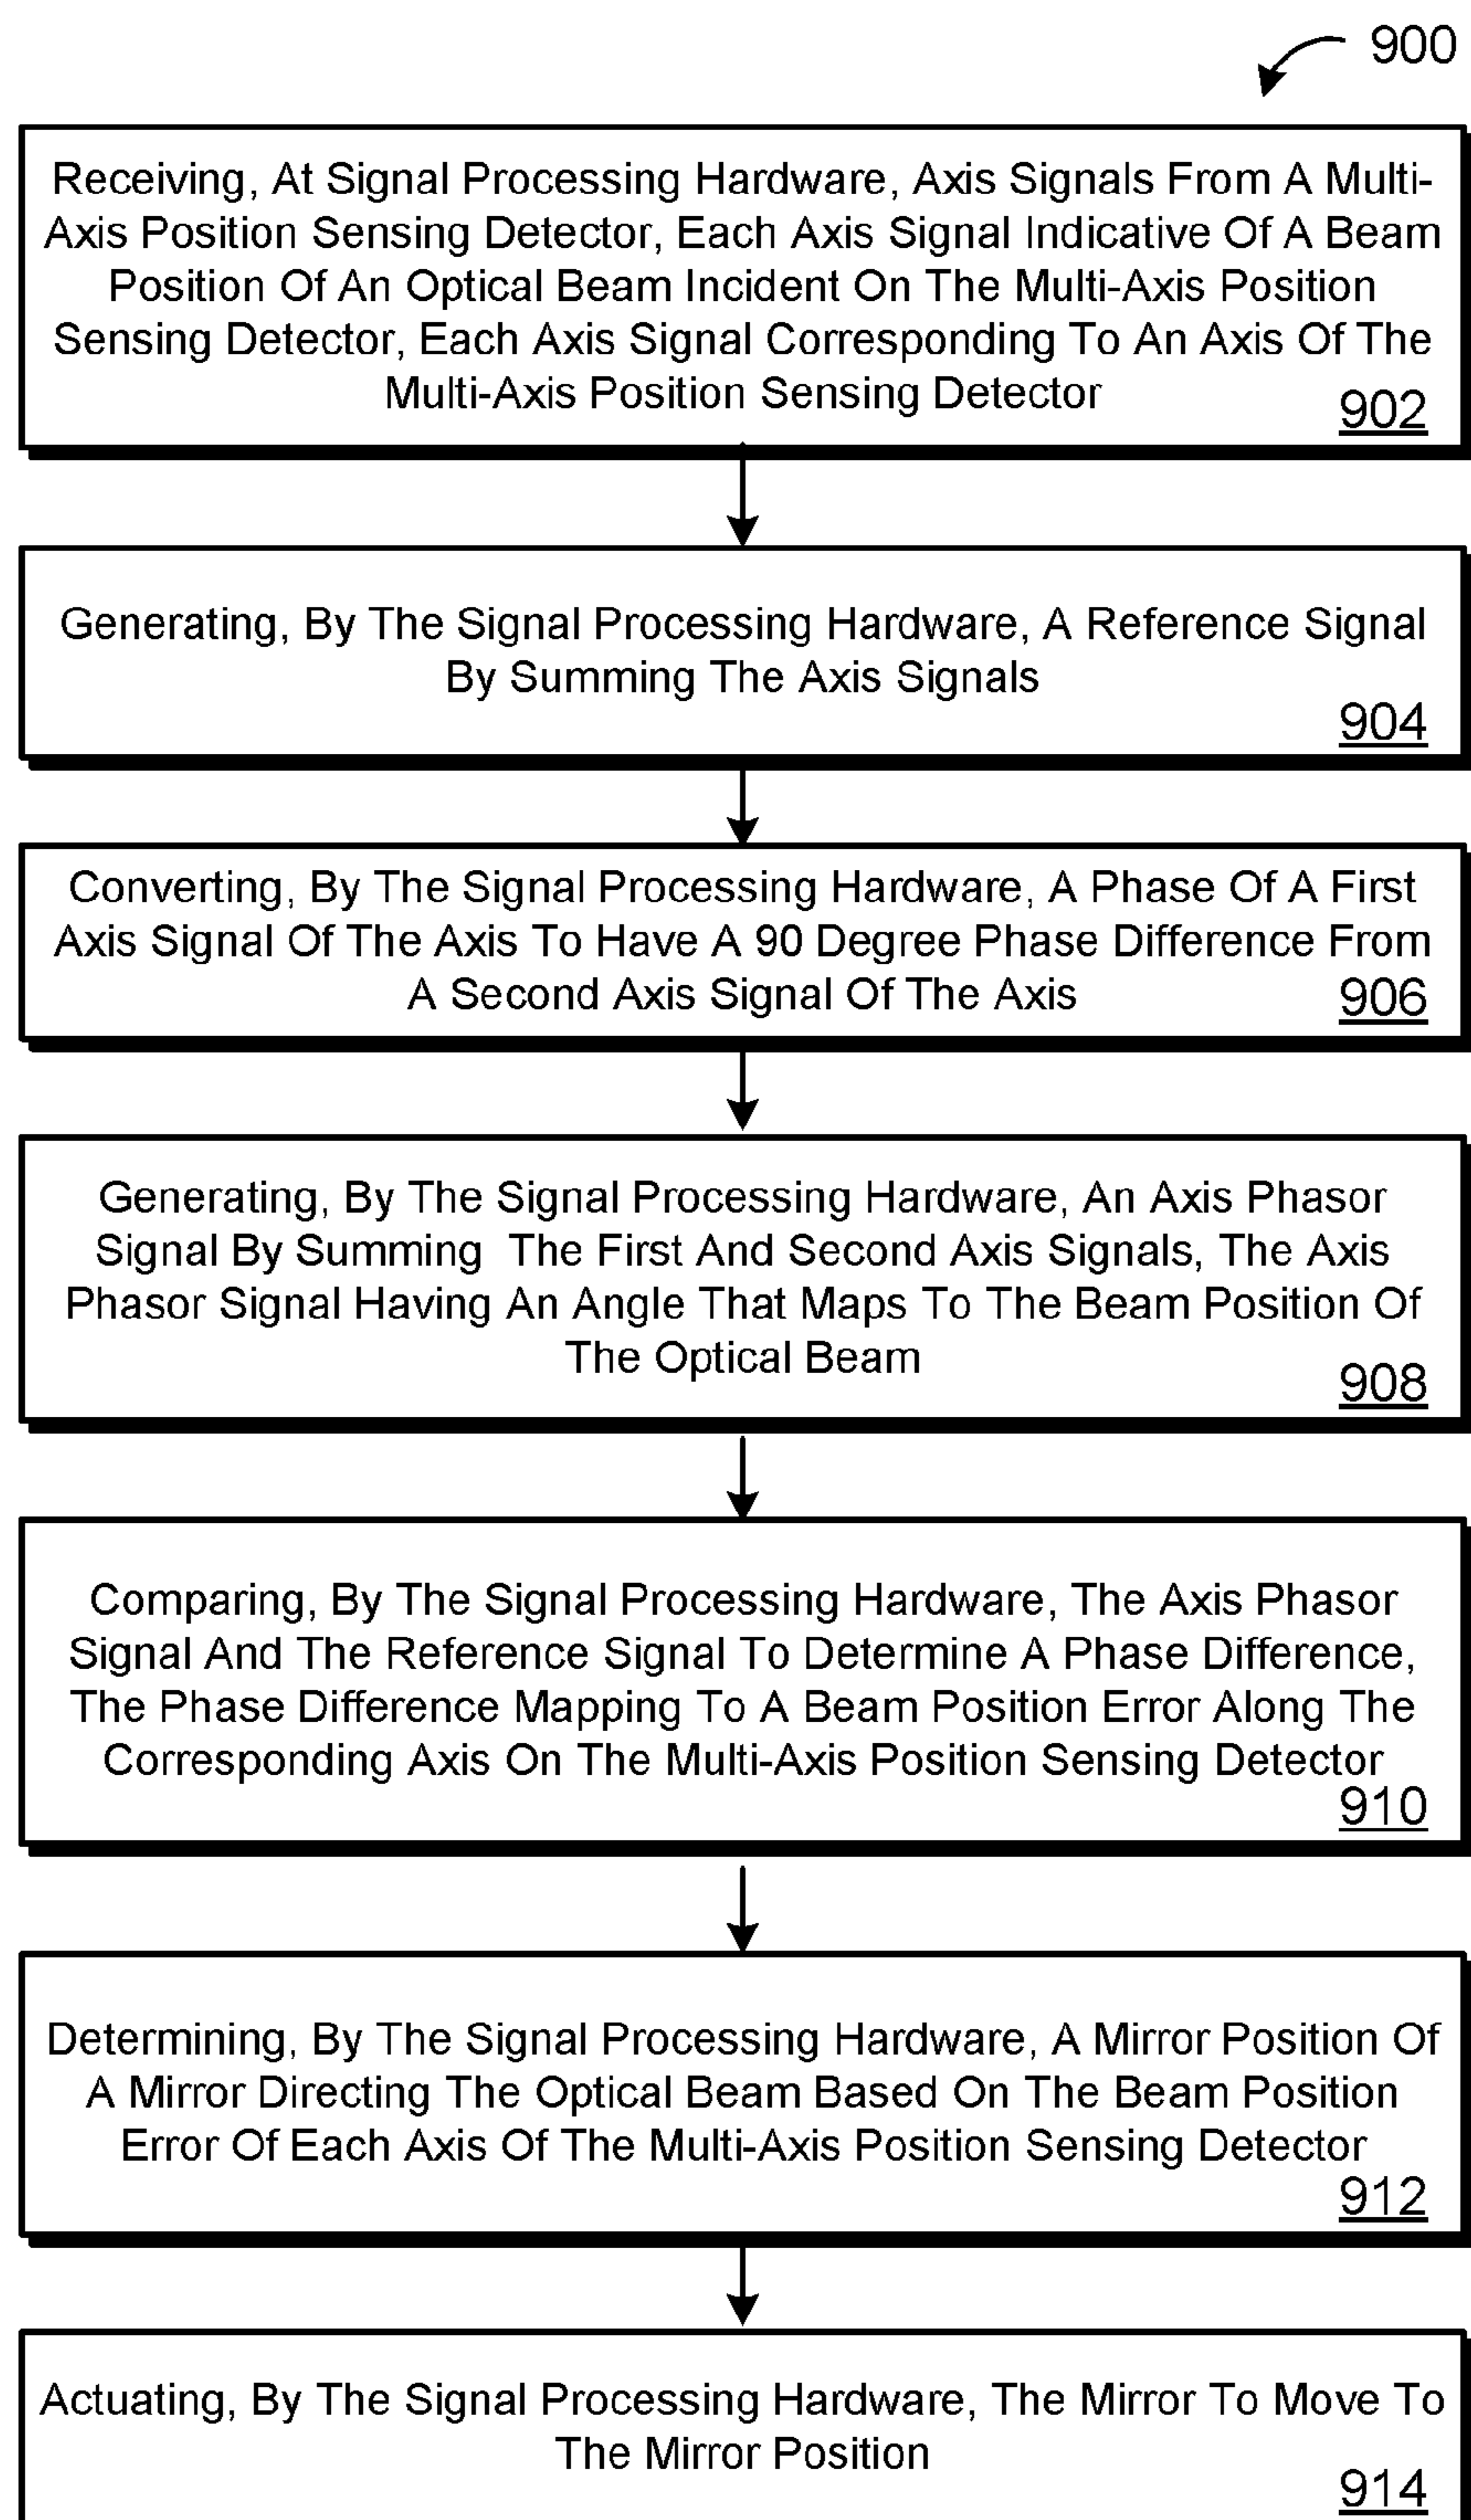 900
Receiving, At Signal Processing Hardware, Axis Signals From A Multi-
Axis Position Sensing Detector, Each Axis Signal Indicative Of A Beam
Position Of An Optical Beam Incident On The Multi-Axis Position
Sensing Detector, Each Axis Signal Corresponding To An Axis Of The
Multi-Axis Position Sensing Detector
902
Generating, By The Signal Processing Hardware, A Reference Signal
By Summing The Axis Signals
904
Converting, By The Signal Processing Hardware, A Phase Of A First
Axis Signal Of The Axis To Have A 90 Degree Phase Difference From
A Second Axis Signal Of The Axis
906
Generating, By The Signal Processing Hardware, An Axis Phasor
Signal By Summing The First And Second Axis Signals, The Axis
Phasor Signal Having An Angle That Maps To The Beam Position Of
The Optical Beam
908
Comparing, By The Signal Processing Hardware, The Axis Phasor
Signal And The Reference Signal To Determine A Phase Difference,
The Phase Difference Mapping To A Beam Position Error Along The
Corresponding Axis On The Multi-Axis Position Sensing Detector
910
Determining, By The Signal Processing Hardware, A Mirror Position Of
A Mirror Directing The Optical Beam Based On The Beam Position
Error Of Each Axis Of The Multi-Axis Position Sensing Detector
912
Actuating, By The Signal Processing Hardware, The Mirror To Move To
The Mirror Position
914